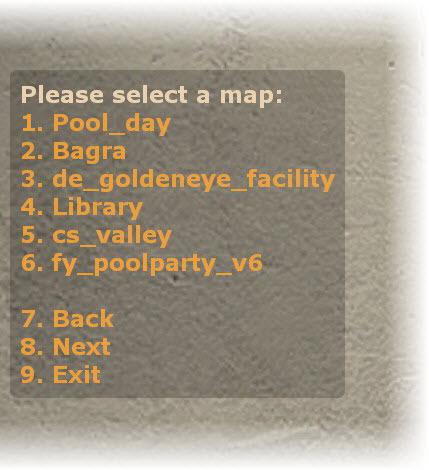 Please select a map:
1. Pool_day
2. Bagra
3. de_goldeneye_facility
4. Library
5. cs_valley
6. fy_poolparty_v6
7. Back
8. Next
9. Exit